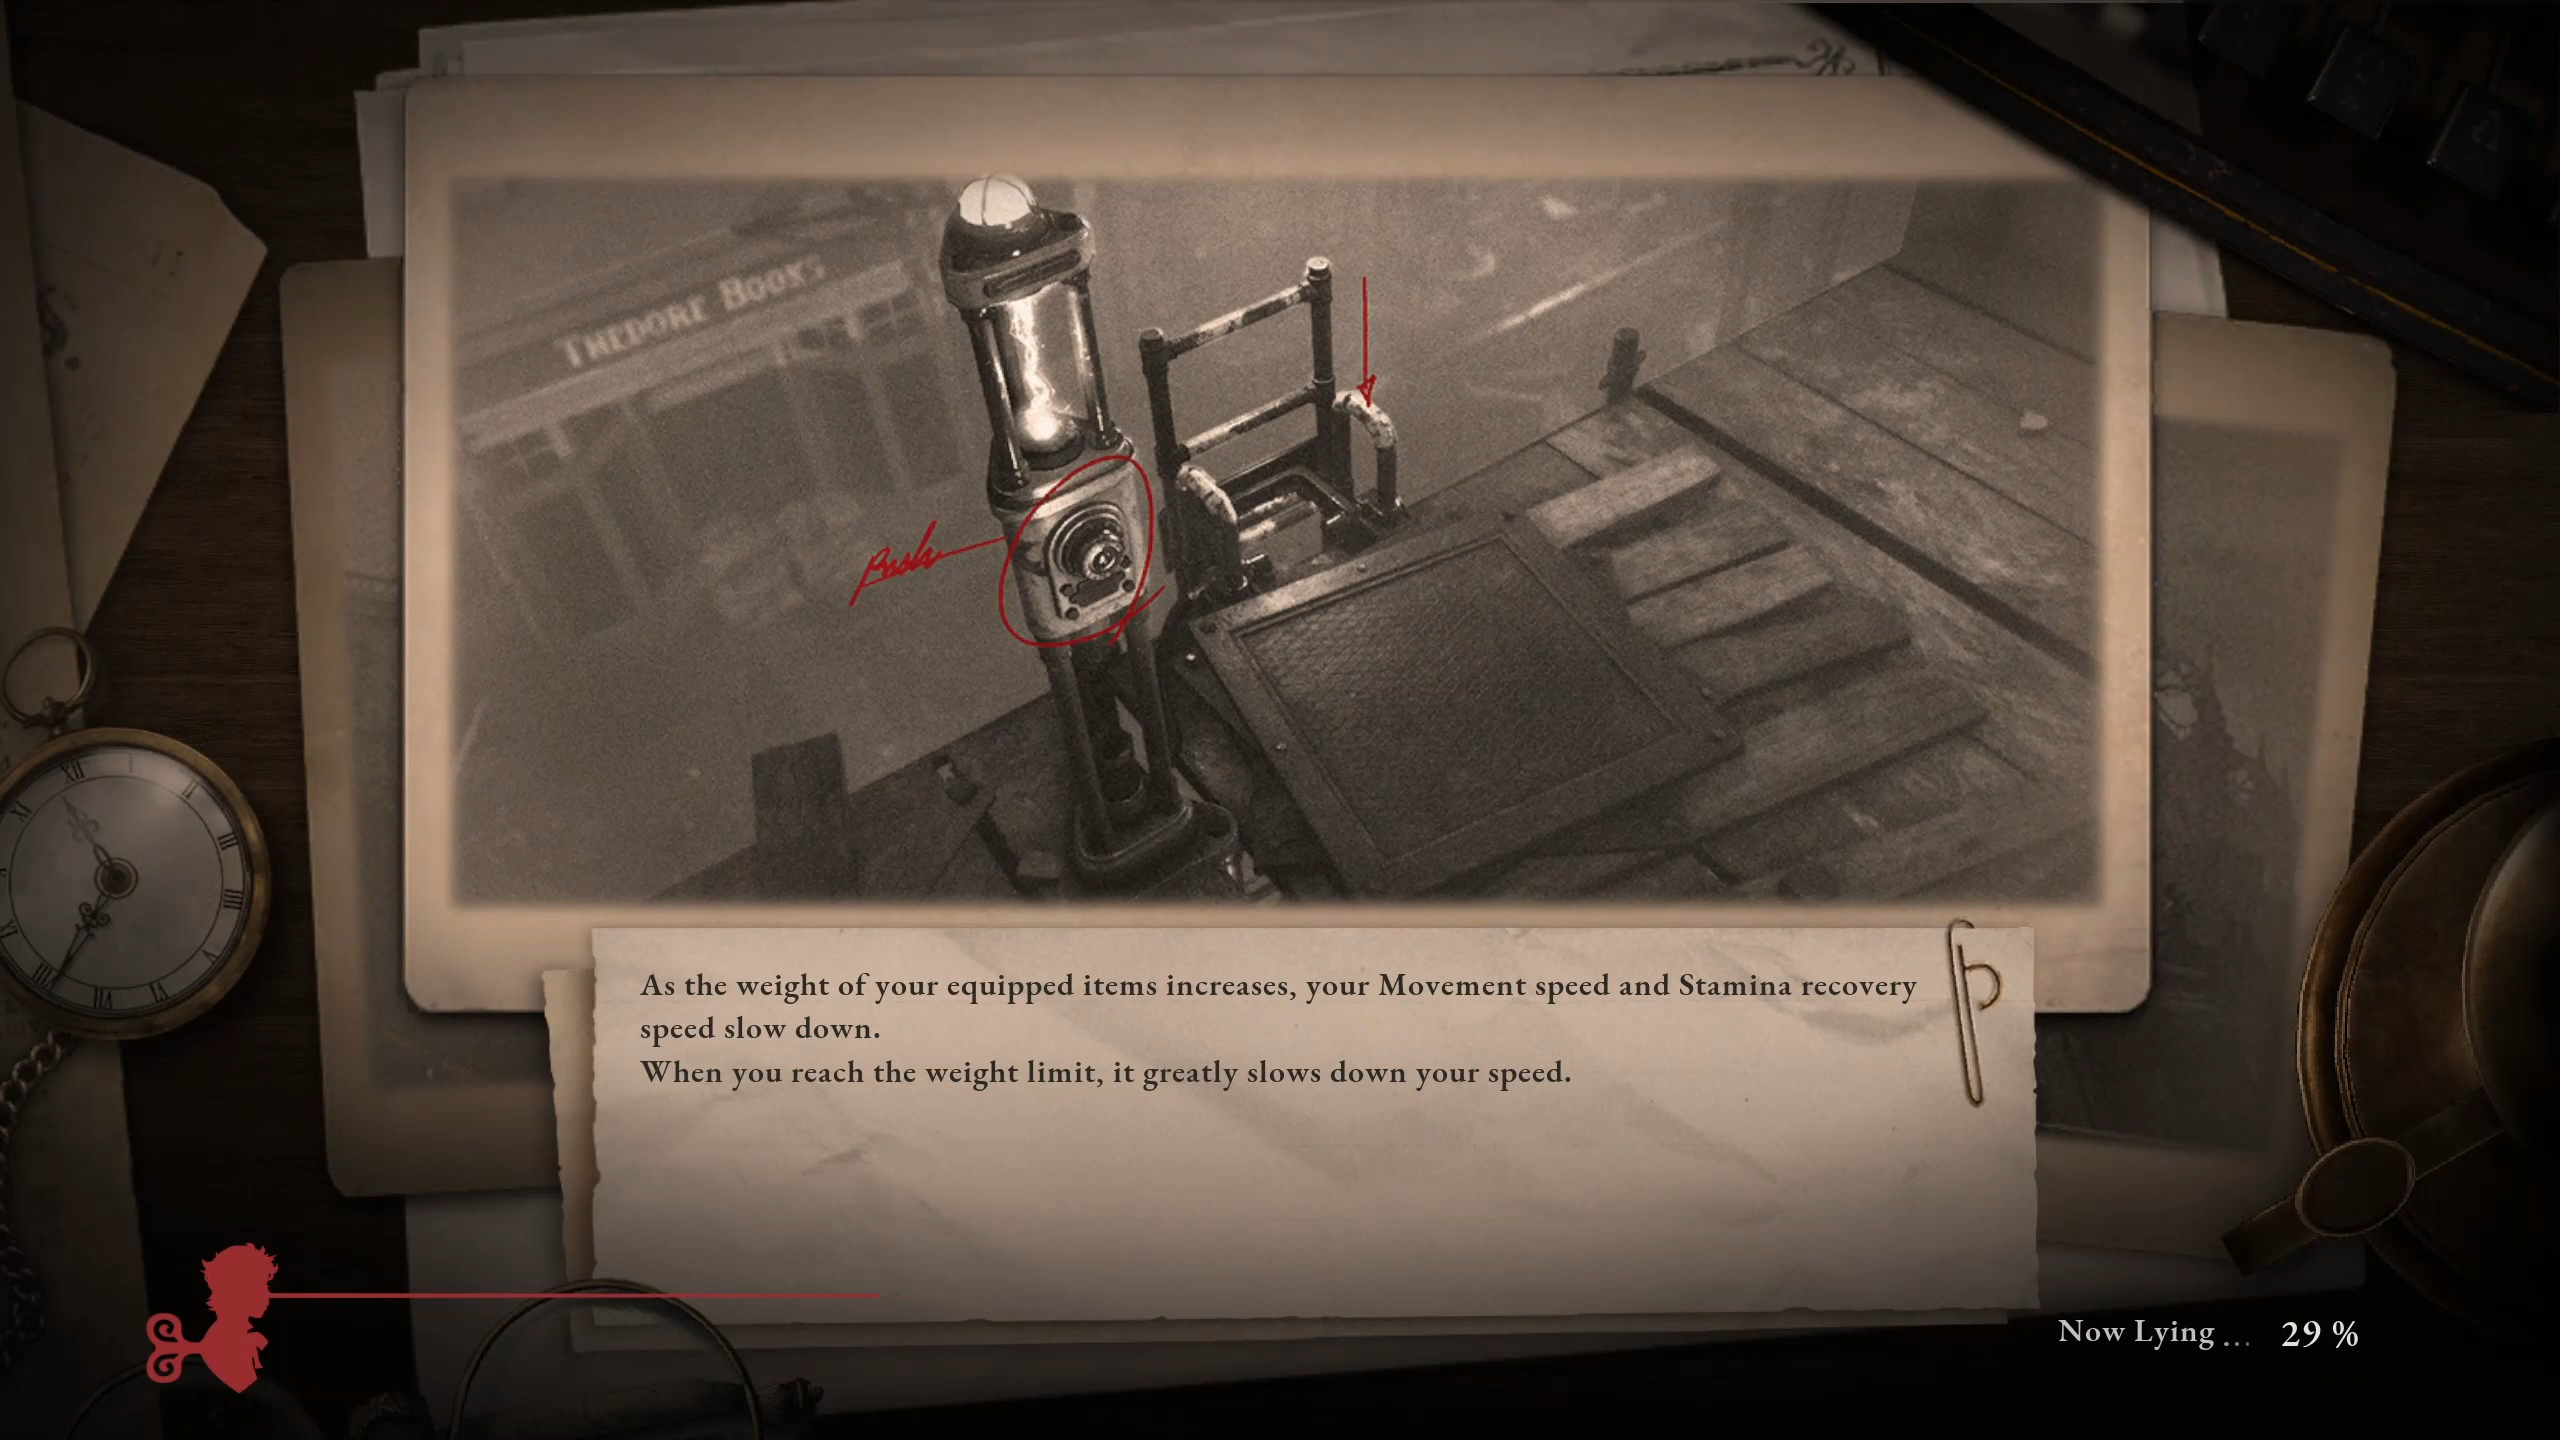 THEDORE BOOKS
Push
As the weight of your equipped items increases, your Movement speed and Stamina recovery
speed slow down.
When you reach the weight limit, it greatly slows down your speed.
Now Lying ... 29 %